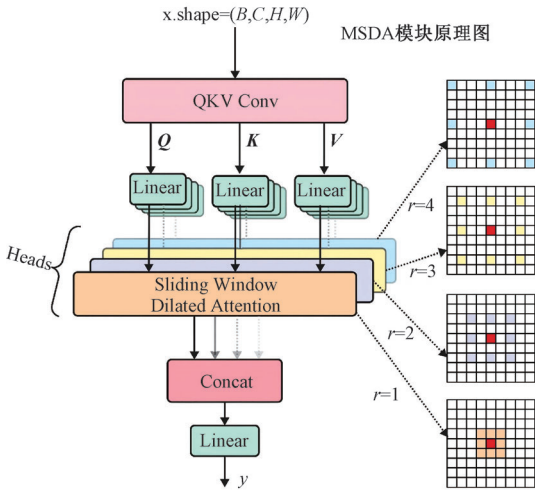 x.shape=(B,C,H,W)
MSDA模块原理图
QKV Conv
Q
K
V
Linear
Linear
Linear
Heads
r=4
r=3
Sliding Window
Dilated Attention
r=2
r=1
Concat
Linear
y